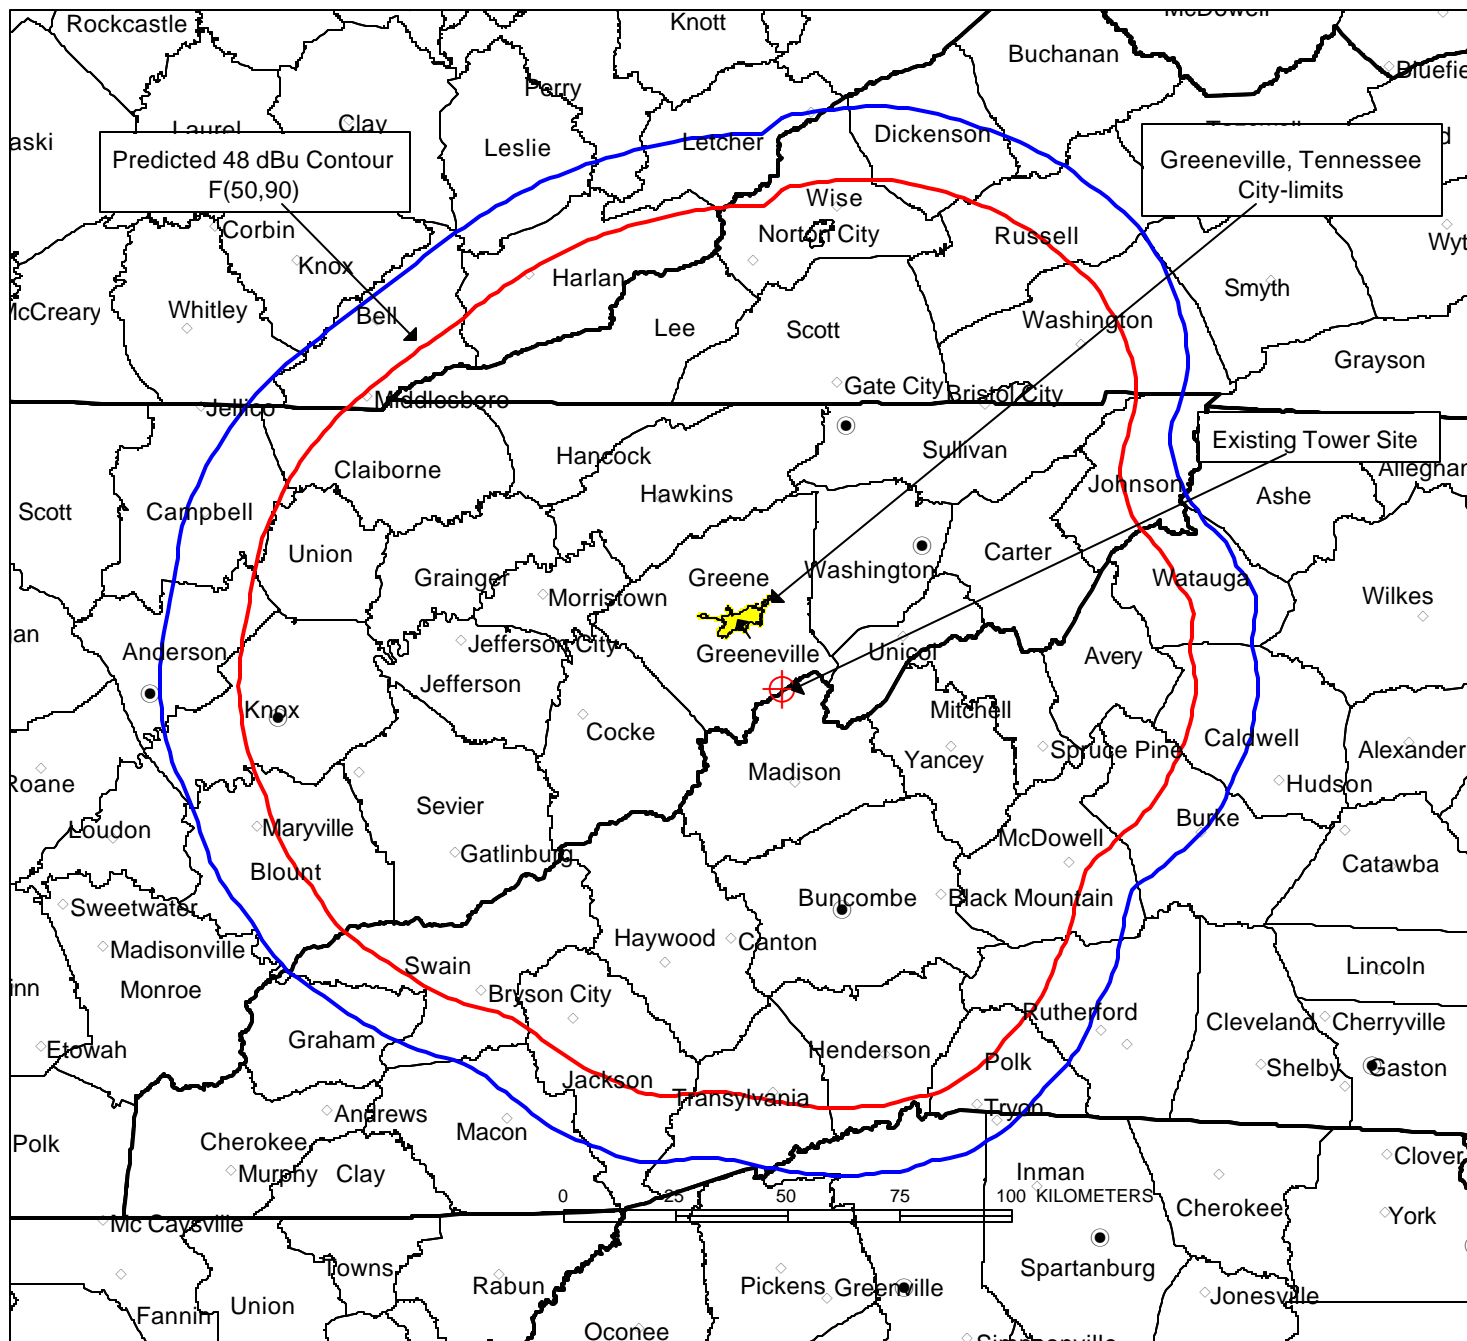 Rockcastle
Knott
McDowell
Buchanan
Bluefie
Perry
Laurel
Clay
Leslie
Letcher
Dickenson
aski
Predicted 48 dBu Contour
F(50,90)
Greeneville, Tennessee
City-limits
Wise
Corbin
Norton City
Russell
Wyt
Knox
Harlan
Smyth
McCreary
Whitley
Bell
Lee
Scott
Washington
Grayson
Gate City
Bristol City
Jellico
Middlesboro
Existing Tower Site
Claiborne
Hancock
Sullivan
Alleghan
Hawkins
Johnson
Ashe
Scott
Campbell
Union
Carter
Grainger
Greene
Washington
Watauga
Morristown
Wilkes
an
Anderson
Jefferson City
Greeneville
Unicoi
Avery
Jefferson
Knox
Cocke
Mitchell
Caldwell
Spruce Pine
Alexander
Yancey
Madison
Roane
Hudson
Sevier
Loudon
Maryville
Burke
McDowell
Gatlinburg
Catawba
Blount
Buncombe
Black Mountain
Sweetwater
Haywood
Canton
Madisonville
Swain
Lincoln
inn
Monroe
Bryson City
Rutherford
Cleveland
Cherryville
Etowah
Graham
Henderson
Polk
Shelby
Gaston
Jackson
Transylvania
Tryon
Andrews
Macon
Polk
Cherokee
Murphy
Clay
Inman
Clover
0 25 50 75 100 KILOMETERS
Cherokee
York
Mc Caysville
Towns
Rabun
Pickens
Greenville
Spartanburg
Jonesville
Union
Fannin
Oconee
Simpsonville